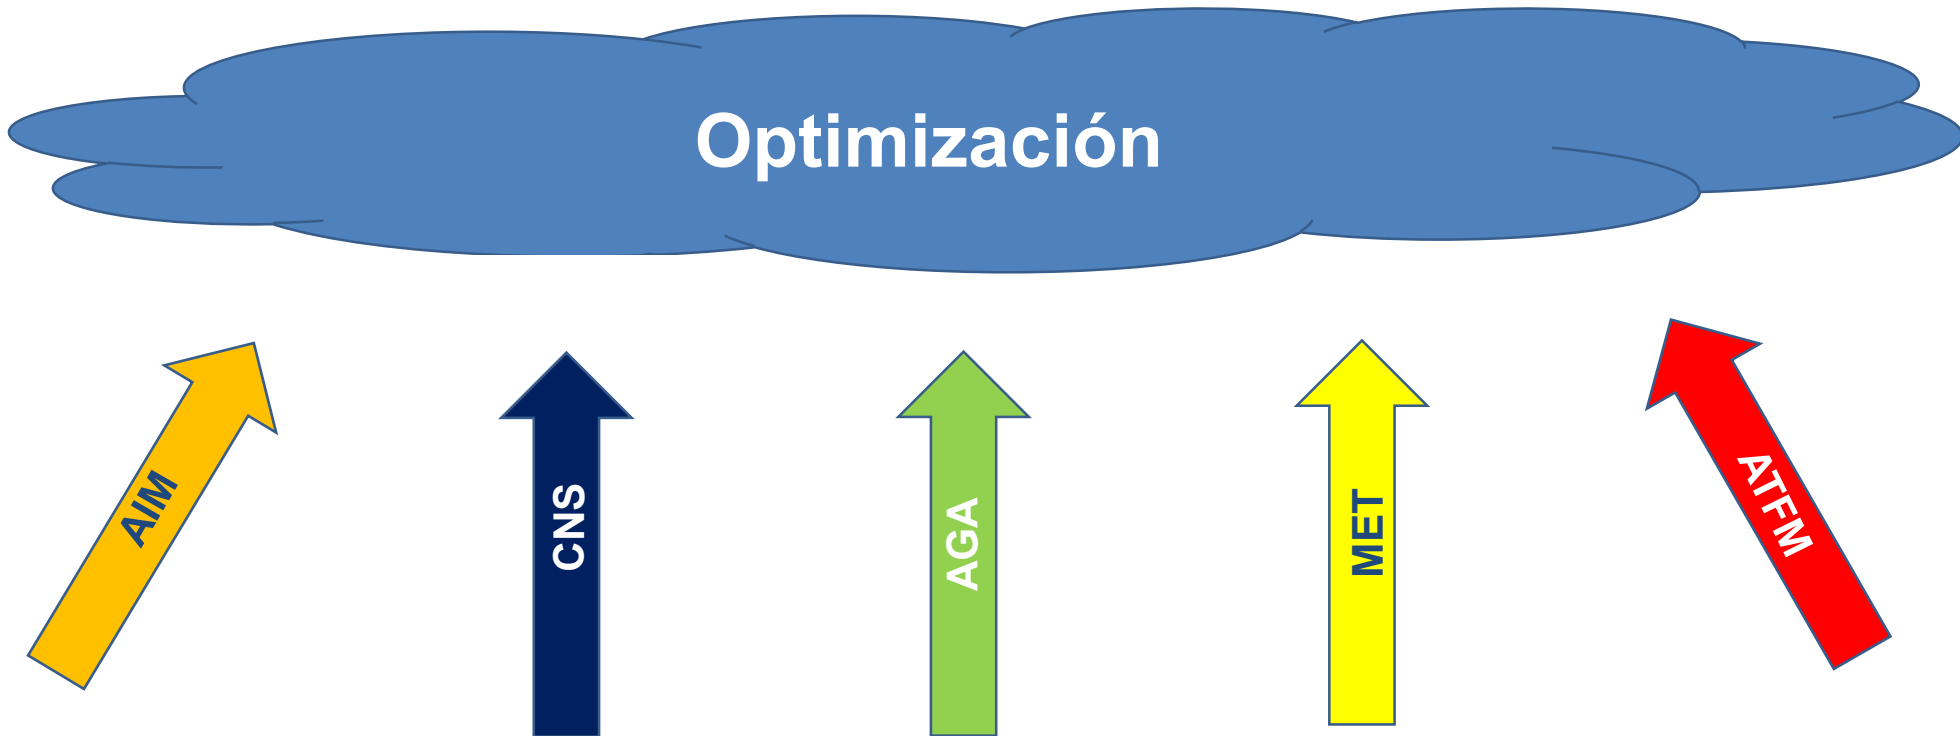 Optimización
AIM
CNS
AGA
MET
ATFM